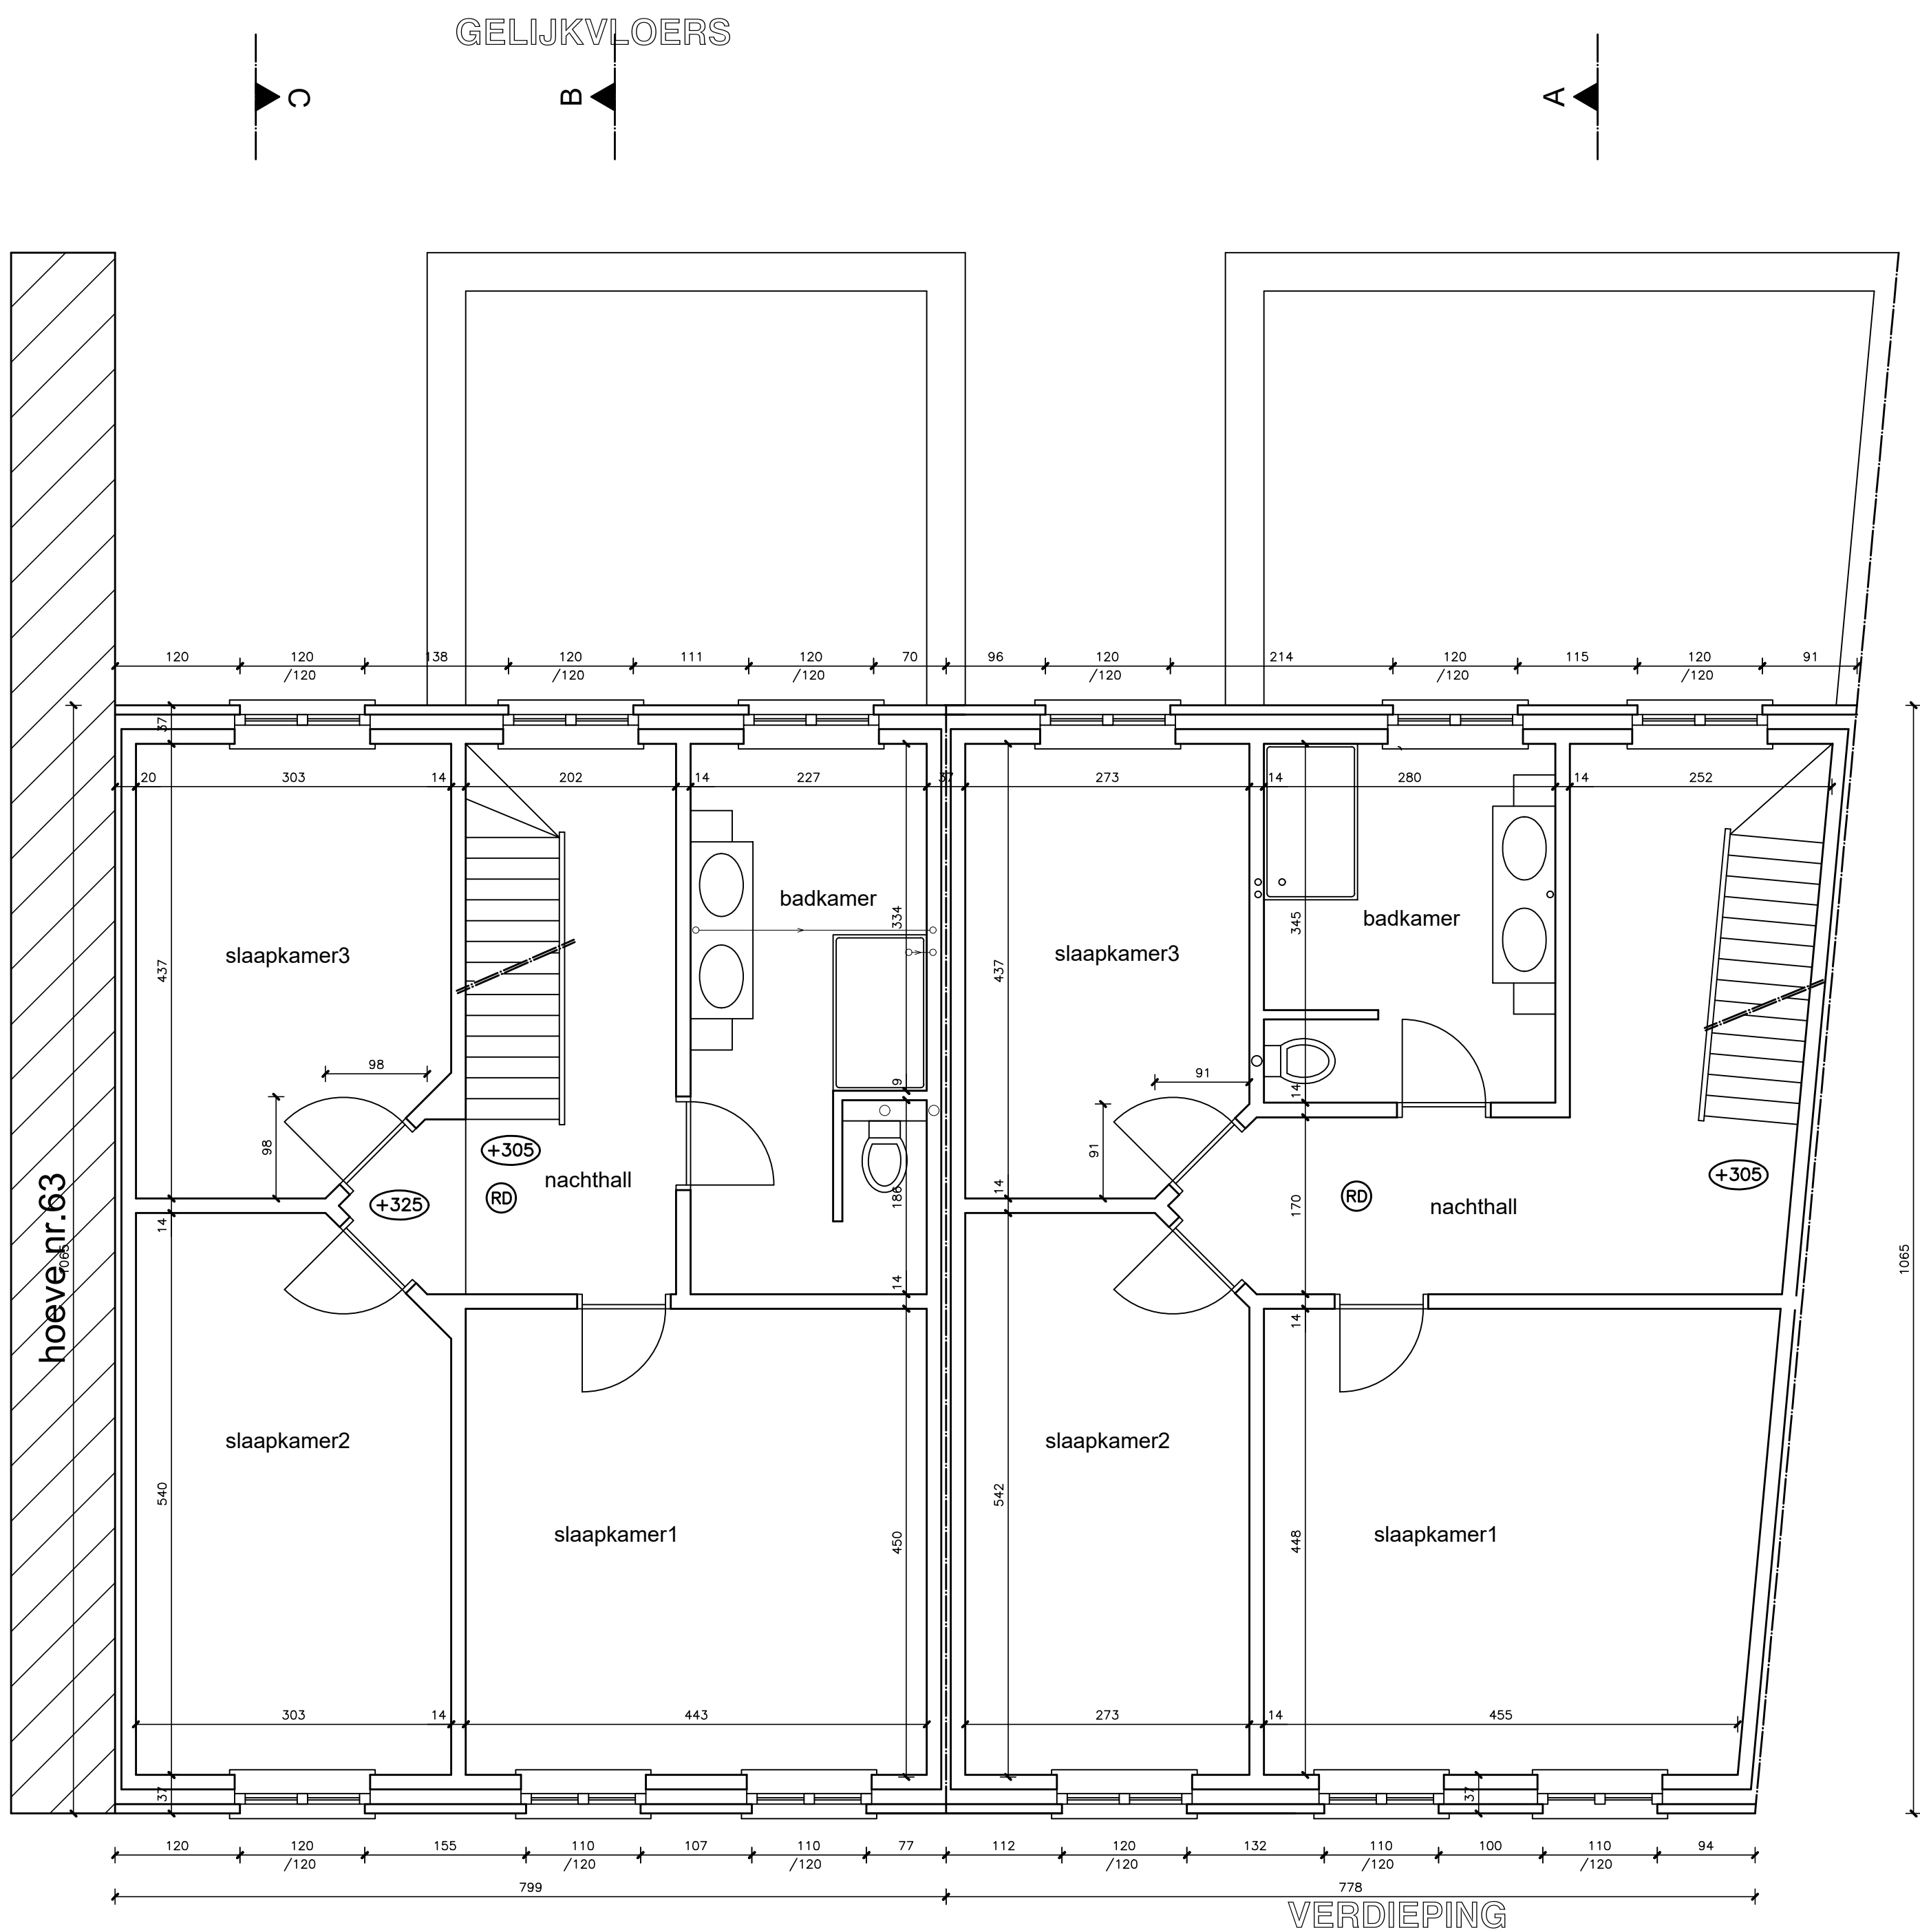 GELIJKVLOERS
C
B
A
120 120 138 120 111 120 70 96 120 214 120 115 120 91
/120 /120 /120 /120 /120 /120
37
20 303 14 202 14 227 37 273 14 280 14 252
badkamer
334
badkamer
345
slaapkamer3
slaapkamer3
437
437
98
91
9
14
98
91
+305
+305
nachthall
186
14
+325
RD
RD
nachthall
170
14
hoeve nr.63
1065
1065
14
14
slaapkamer2
slaapkamer2
540
542
slaapkamer1
slaapkamer1
450
448
303 14 443 273 14 455
37
37
120 120 155 110 107 110 77 112 120 132 110 100 110 94
/120 /120 /120 /120 /120 /120
799 778
VERDIEPING